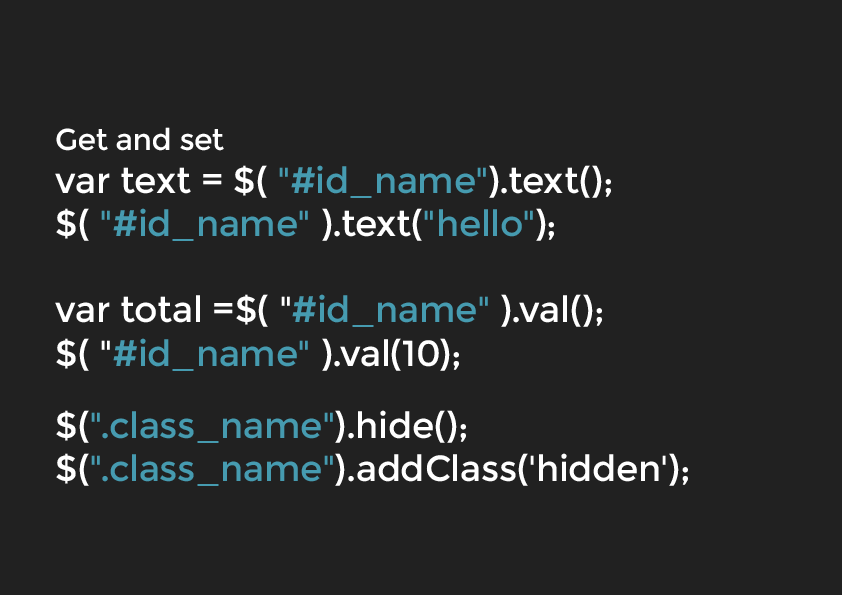 Get and set
var text = $( "#id_name").text();
$( "#id_name" ).text("hello");
var total =$( "#id_name" ).val();
$( "#id_name" ).val(10);
$(".class_name").hide();
$(".class_name").addClass('hidden');